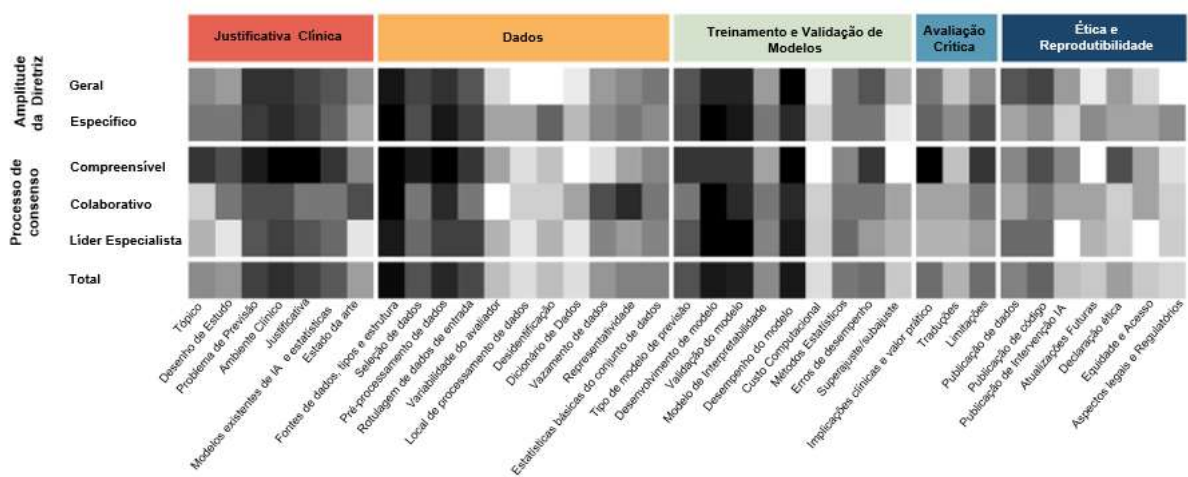 Justificativa Clínica
Dados
Treinamento e Validação de
Modelos
Avaliação
Crítica
Ética e
Reprodutibilidade
Amplitude
da Diretriz
Geral
Específico
Processo de
consenso
Compreensível
Colaborativo
Líder Especialista
Total
Tópico
Desenho de Estudo
Problema de Previsão
Ambiente Clínico
Justificativa
Modelos existentes de IA e estatísticas
Estado da arte
Fontes de dados, tipos e estrutura
Seleção de dados
Pré-processamento de dados
Rotulagem de dados de entrada
Variabilidade do avaliador
Local de processamento de dados
Desidentificação
Dicionário de Dados
Vazamento de dados
Representatividade
Estatísticas básicas do conjunto de dados
Tipo de modelo de previsão
Desenvolvimento de modelo
Validação do modelo
Modelo de Interpretabilidade
Desempenho do modelo
Custo Computacional
Métodos Estatísticos
Erros de desempenho
Superajuste/subajuste
Implicações clínicas e valor prático
Traduções
Limitações
Publicação de dados
Publicação de código
Publicação de Intervenção IA
Atualizações Futuras
Declaração ética
Equidade e Acesso
Aspectos legais e Regulatórios